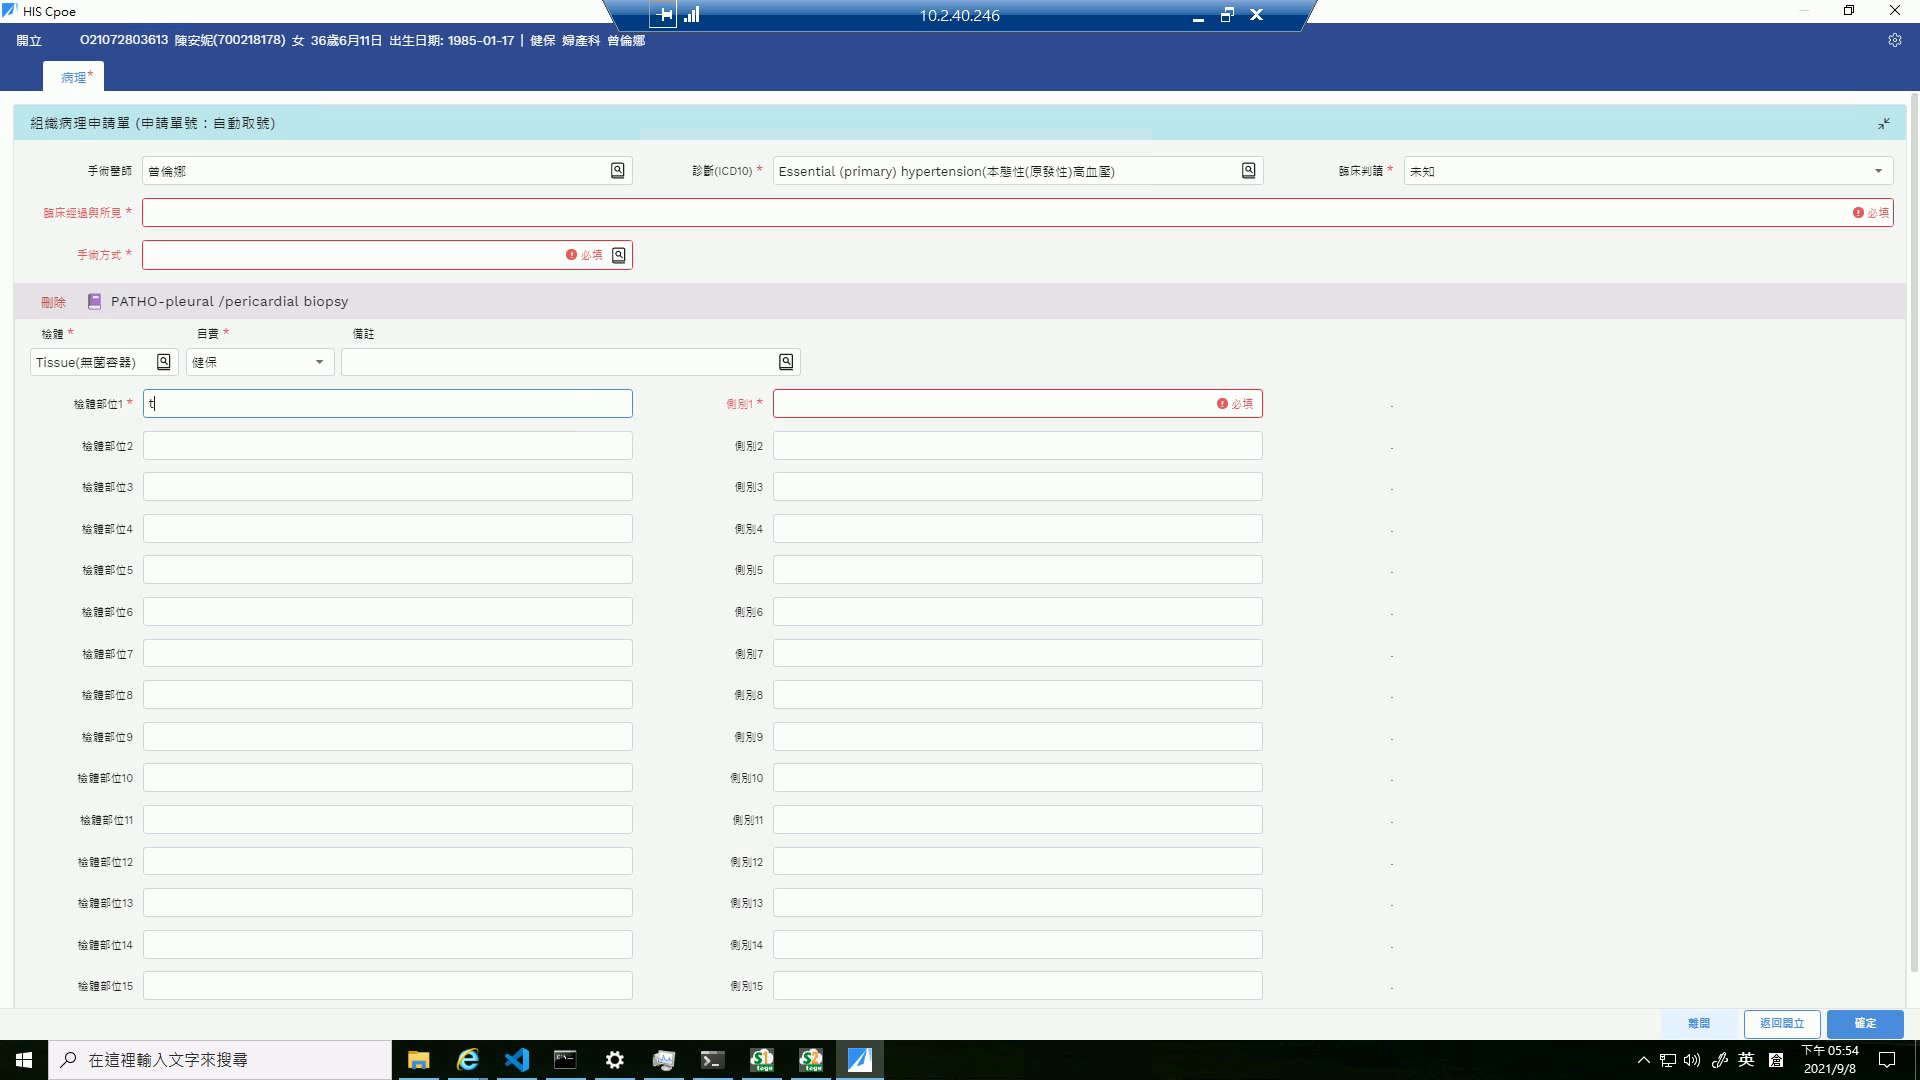 HIS Cpoe
10.2.40.246
開立 O21072803613 陳安妮(700218178) 女 36歲6月11日 出生日期: 1985-01-17 | 健保 婦產科 曾倫娜
病理*
組織病理申請單 (申請單號：自動取號)
手術醫師 曾倫娜 診斷(ICD10) * Essential (primary) hypertension(本態性(原發性)高血壓) 臨床判讀 * 未知
臨床經過與所見 * 必填
手術方式 * 必填
刪除 PATHO-pleural /pericardial biopsy
檢體 * 自費 * 備註
Tissue(無菌容器) 健保
檢體部位1 * t 側別1 * 必填 .
檢體部位2 側別2 .
檢體部位3 側別3 .
檢體部位4 側別4 .
檢體部位5 側別5 .
檢體部位6 側別6 .
檢體部位7 側別7 .
檢體部位8 側別8 .
檢體部位9 側別9 .
檢體部位10 側別10 .
檢體部位11 側別11 .
檢體部位12 側別12 .
檢體部位13 側別13 .
檢體部位14 側別14 .
檢體部位15 側別15 .
離開 返回開立 確定
在這裡輸入文字來搜尋
S1
S2
英 倉
下午 05:54
2021/9/8